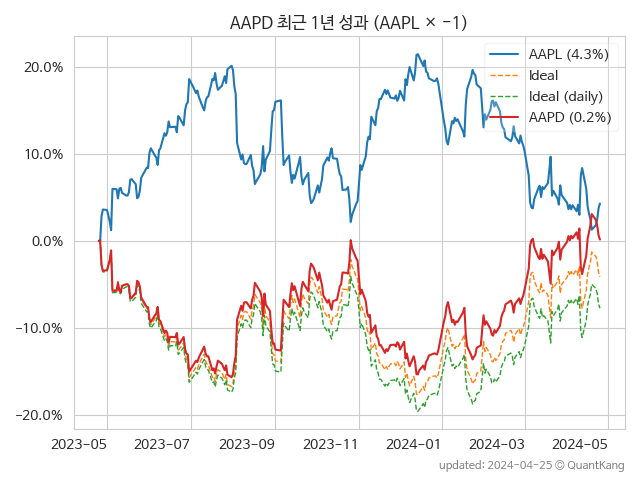 AAPD 최근 1년 성과 (AAPL × −1)
AAPL (4.3%)
Ideal
Ideal (daily)
AAPD (0.2%)
20.0%
10.0%
0.0%
−10.0%
−20.0%
2023-05 2023-07 2023-09 2023-11 2024-01 2024-03 2024-05
updated: 2024-04-25 © QuantKang